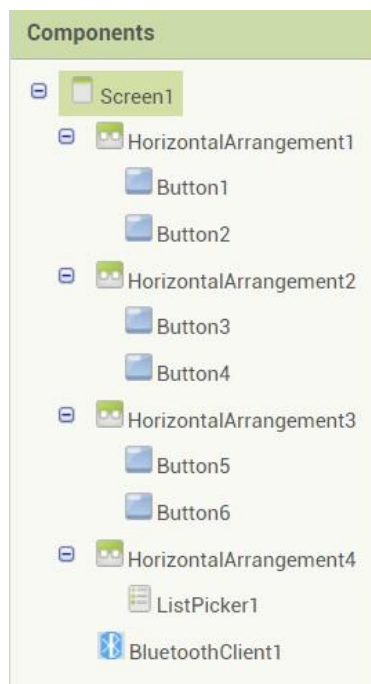 Components
Screen1
HorizontalArrangement1
Button1
Button2
HorizontalArrangement2
Button3
Button4
HorizontalArrangement3
Button5
Button6
HorizontalArrangement4
ListPicker1
BluetoothClient1